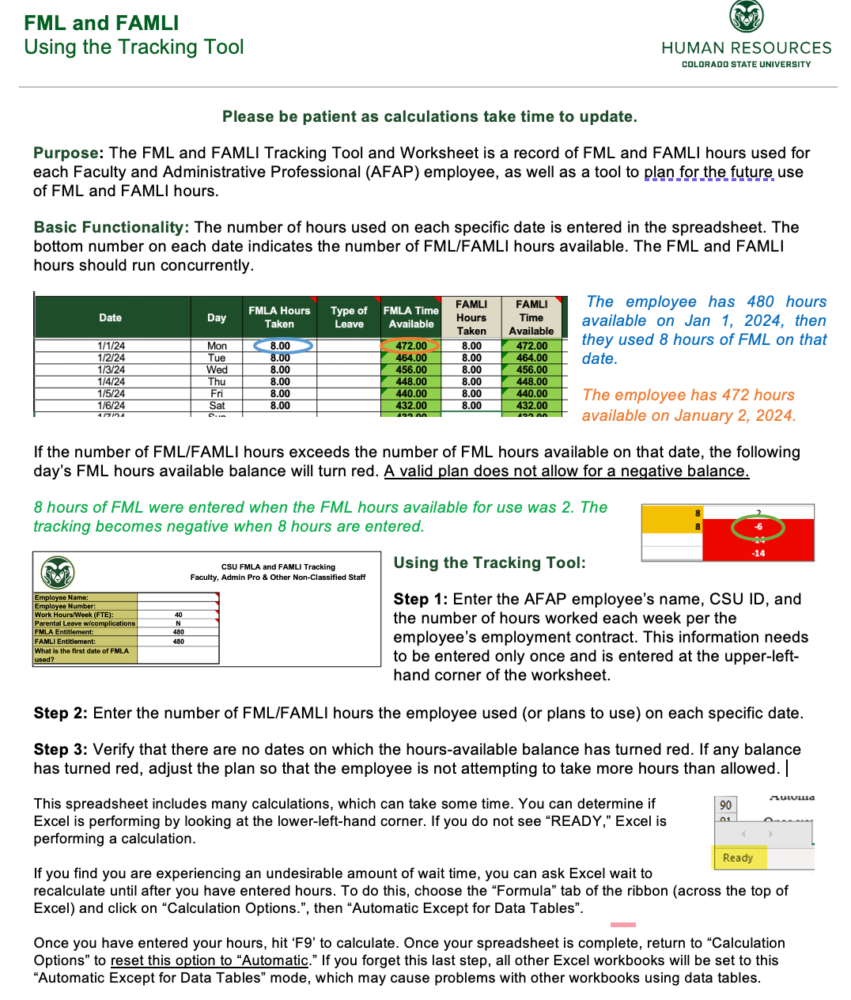 FML and FAMLI
Using the Tracking Tool
HUMAN RESOURCES
COLORADO STATE UNIVERSITY
Please be patient as calculations take time to update.
Purpose: The FML and FAMLI Tracking Tool and Worksheet is a record of FML and FAMLI hours used for
each Faculty and Administrative Professional (AFAP) employee, as well as a tool to plan for the future use
of FML and FAMLI hours.
Basic Functionality: The number of hours used on each specific date is entered in the spreadsheet. The
bottom number on each date indicates the number of FML/FAMLI hours available. The FML and FAMLI
hours should run concurrently.
Date Day FMLA Hours Taken Type of Leave FMLA Time Available FAMLI Hours Taken FAMLI Time Available
1/1/24 Mon 8.00 472.00 8.00 472.00
1/2/24 Tue 8.00 464.00 8.00 464.00
1/3/24 Wed 8.00 456.00 8.00 456.00
1/4/24 Thu 8.00 448.00 8.00 448.00
1/5/24 Fri 8.00 440.00 8.00 440.00
1/6/24 Sat 8.00 432.00 8.00 432.00
1/7/24 Sun 432.00 432.00
The employee has 480 hours
available on Jan 1, 2024, then
they used 8 hours of FML on that
date.
The employee has 472 hours
available on January 2, 2024.
If the number of FML/FAMLI hours exceeds the number of FML hours available on that date, the following
day's FML hours available balance will turn red. A valid plan does not allow for a negative balance.
8 hours of FML were entered when the FML hours available for use was 2. The
tracking becomes negative when 8 hours are entered.
8 2
8 -6
-14
-14
CSU FMLA and FAMLI Tracking
Faculty, Admin Pro & Other Non-Classified Staff
Employee Name:
Employee Number:
Work Hours/Week (FTE): 40
Parental Leave w/complications N
FMLA Entitlement: 480
FAMLI Entitlement: 480
What is the first date of FMLA
used?
Using the Tracking Tool:
Step 1: Enter the AFAP employee's name, CSU ID, and
the number of hours worked each week per the
employee's employment contract. This information needs
to be entered only once and is entered at the upper-left-
hand corner of the worksheet.
Step 2: Enter the number of FML/FAMLI hours the employee used (or plans to use) on each specific date.
Step 3: Verify that there are no dates on which the hours-available balance has turned red. If any balance
has turned red, adjust the plan so that the employee is not attempting to take more hours than allowed.
This spreadsheet includes many calculations, which can take some time. You can determine if
Excel is performing by looking at the lower-left-hand corner. If you do not see “READY,” Excel is
performing a calculation.
90
91
Ready
If you find you are experiencing an undesirable amount of wait time, you can ask Excel wait to
recalculate until after you have entered hours. To do this, choose the “Formula” tab of the ribbon (across the top of
Excel) and click on “Calculation Options.”, then “Automatic Except for Data Tables”.
Once you have entered your hours, hit ‘F9’ to calculate. Once your spreadsheet is complete, return to “Calculation
Options” to reset this option to “Automatic.” If you forget this last step, all other Excel workbooks will be set to this
“Automatic Except for Data Tables” mode, which may cause problems with other workbooks using data tables.